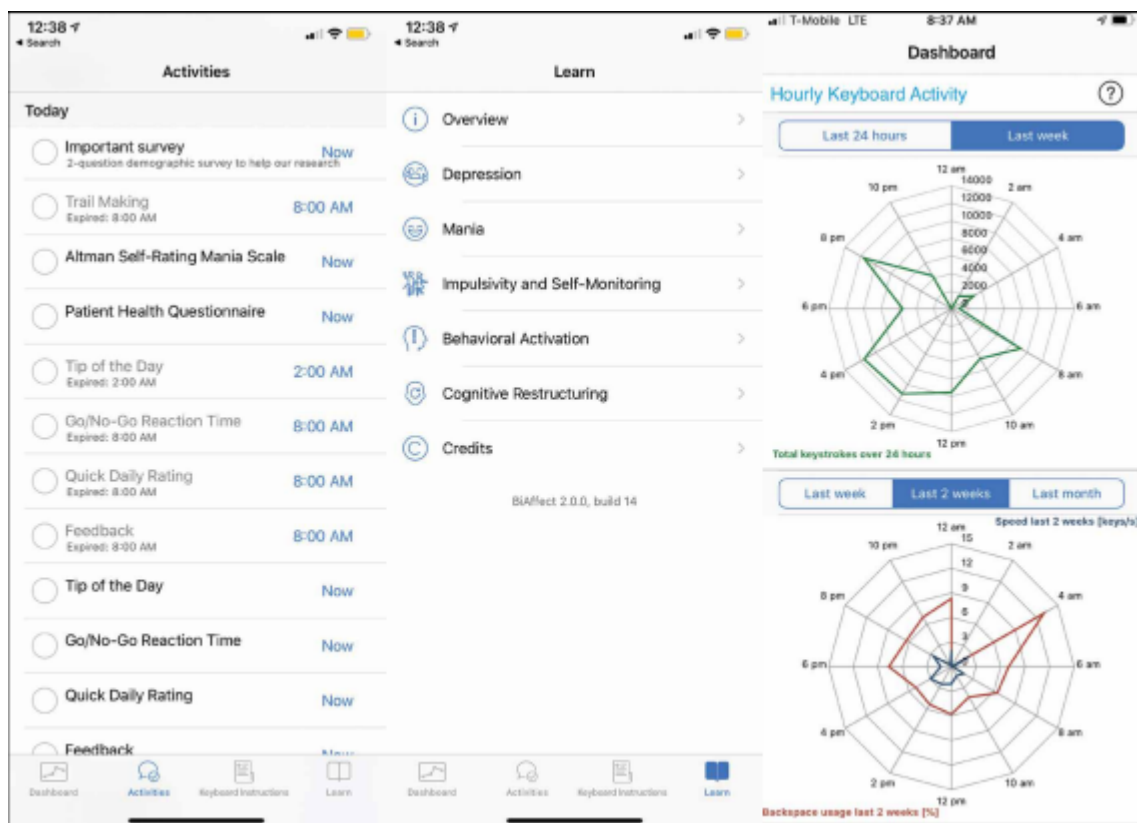 12:38
Search
Activities
Today
Important survey
Now
2-question demographic survey to help our research
Trail Making
8:00 AM
Expired: 8:00 AM
Altman Self-Rating Mania Scale
Now
Patient Health Questionnaire
Now
Tip of the Day
2:00 AM
Expired: 2:00 AM
Go/No-Go Reaction Time
8:00 AM
Expired: 8:00 AM
Quick Daily Rating
8:00 AM
Expired: 8:00 AM
Feedback
8:00 AM
Expired: 8:00 AM
Tip of the Day
Now
Go/No-Go Reaction Time
Now
Quick Daily Rating
Now
Feedback
Now
Dashboard
Activities
Keyboard Instructions
Learn
12:38
Search
Learn
Overview
Depression
Mania
Impulsivity and Self-Monitoring
Behavioral Activation
Cognitive Restructuring
Credits
BiAffect 2.0.0, build 14
Dashboard
Activities
Keyboard Instructions
Learn
T-Mobile LTE
8:37 AM
Dashboard
Hourly Keyboard Activity
?
Last 24 hours
Last week
12 am
14000
2 am
10 pm
12000
10000
8 pm
8000
4 am
6000
4000
2000
6 pm
6 am
4 pm
8 am
2 pm
10 am
12 pm
Total keystrokes over 24 hours
Last week
Last 2 weeks
Last month
Speed last 2 weeks [keys/s]
12 am
15
2 am
10 pm
12
9
8 pm
4 am
6
3
6 pm
6 am
4 pm
8 am
2 pm
10 am
12 pm
Backspace usage last 2 weeks [%]